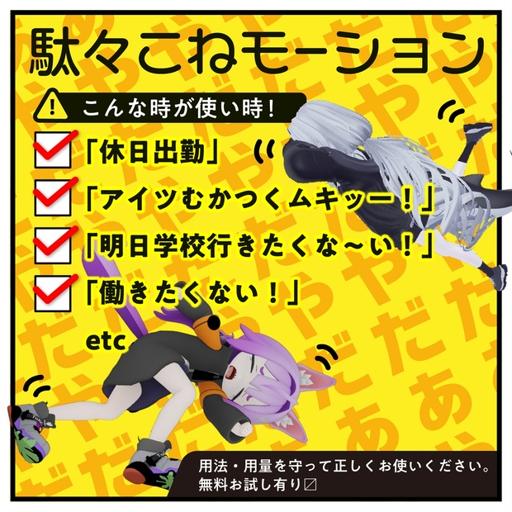 駄々こねモーション
こんな時が使い時！
「休日出勤」
「アイツむかつくムキッー！」
「明日学校行きたくな～い！」
「働きたくない！」
etc
用法・用量を守って正しくお使いください。
無料お試し有り〼